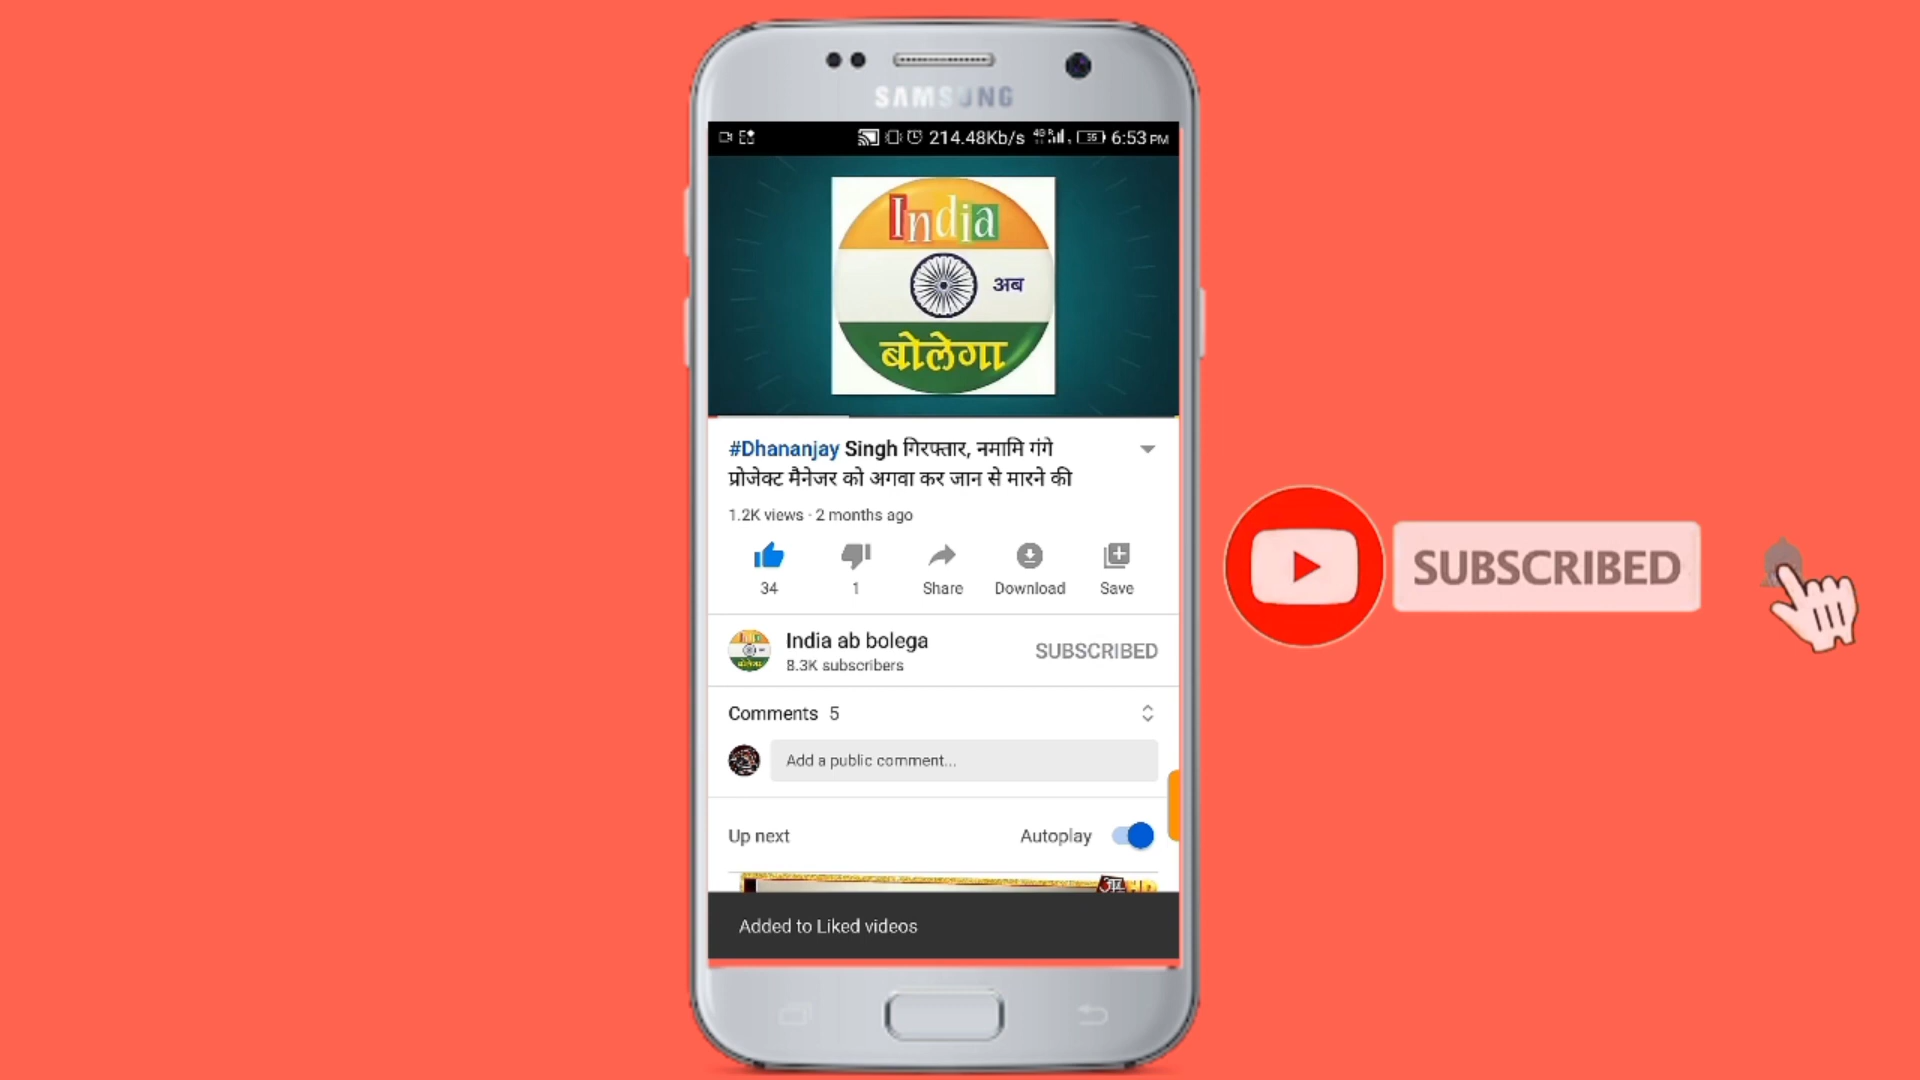 SAMSUNG
214.48Kb/s 4G R 35 6:53 PM
India
अब
बोलेगा
#Dhananjay Singh गिरफ्तार, नमामि गंगे
प्रोजेक्ट मैनेजर को अगवा कर जान से मारने की
1.2K views · 2 months ago
34 1 Share Download Save
India ab bolega
8.3K subscribers
SUBSCRIBED
SUBSCRIBED
Comments 5
Add a public comment...
Up next Autoplay
Added to Liked videos